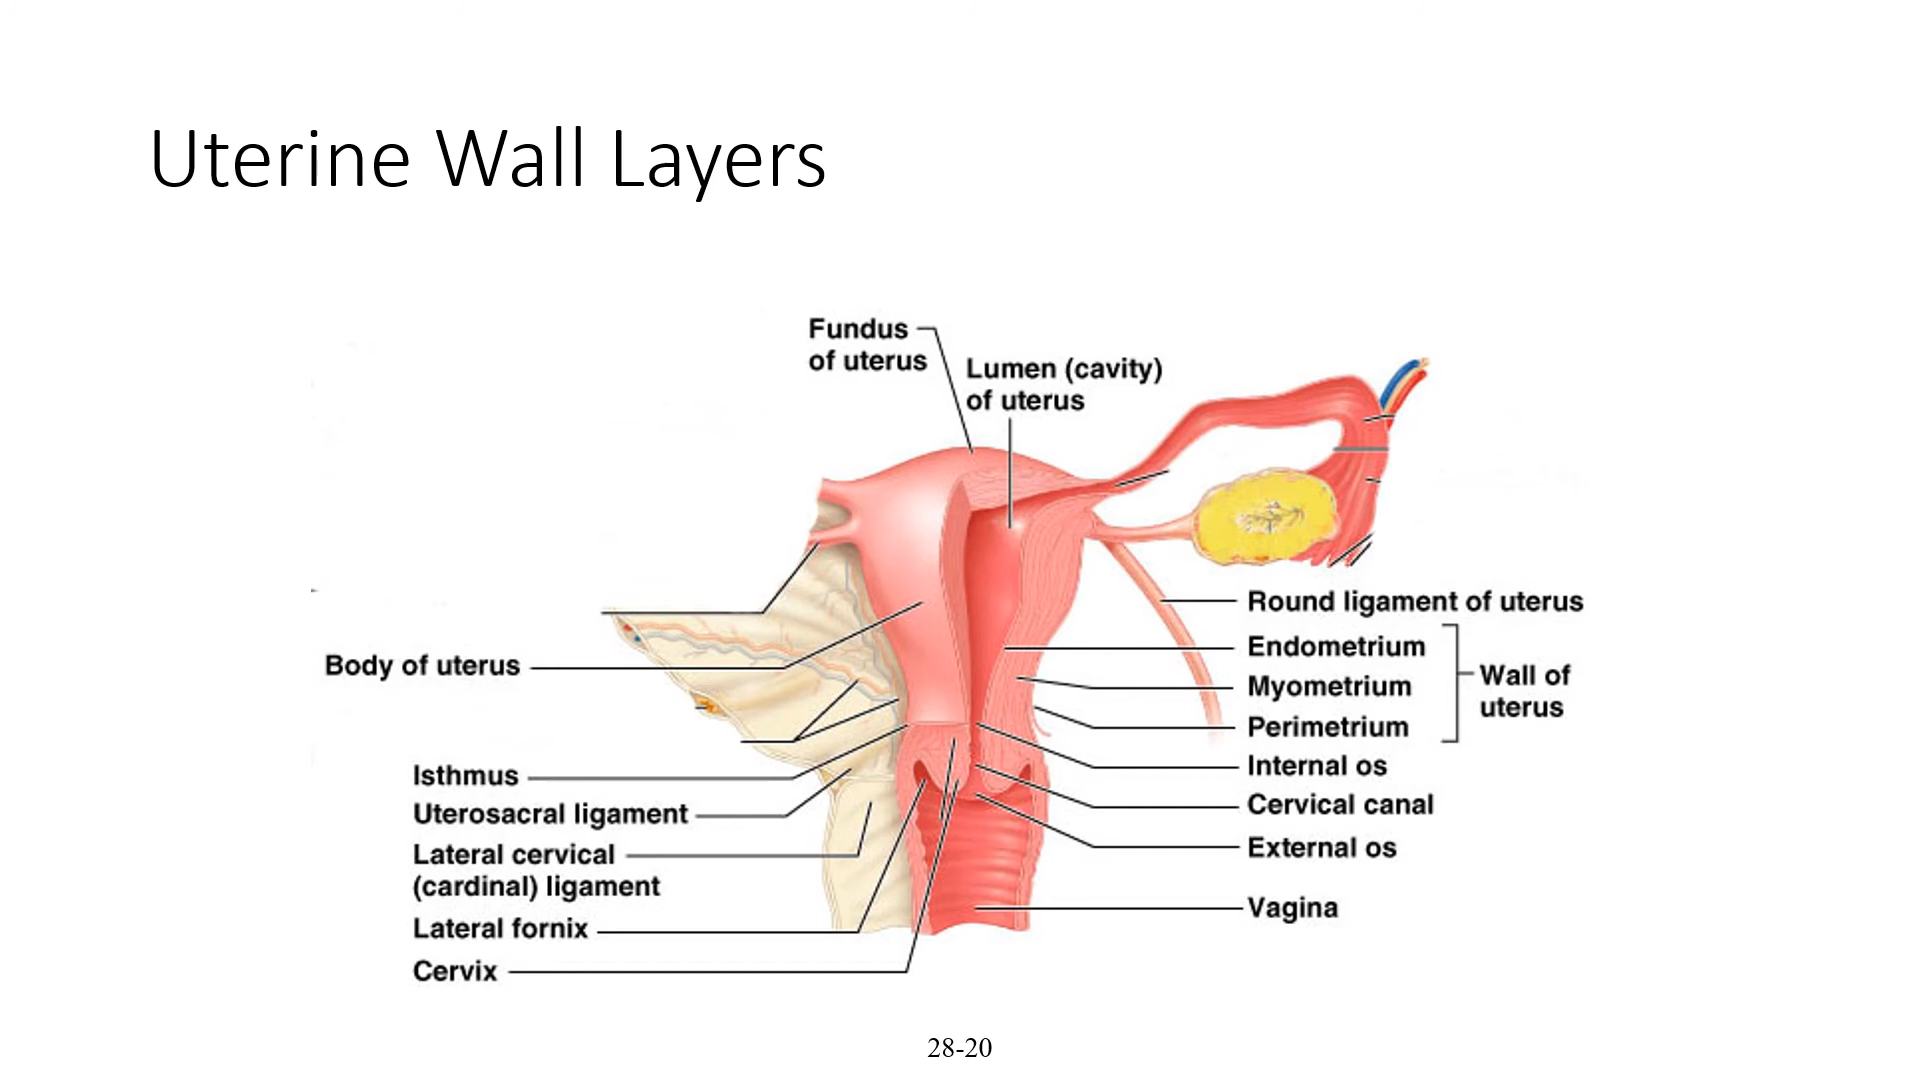 Uterine Wall Layers
Fundus
of uterus
Lumen (cavity)
of uterus
Body of uterus
Isthmus
Uterosacral ligament
Lateral cervical
(cardinal) ligament
Lateral fornix
Cervix
Round ligament of uterus
Endometrium
Myometrium
Perimetrium
Wall of
uterus
Internal os
Cervical canal
External os
Vagina
28-20